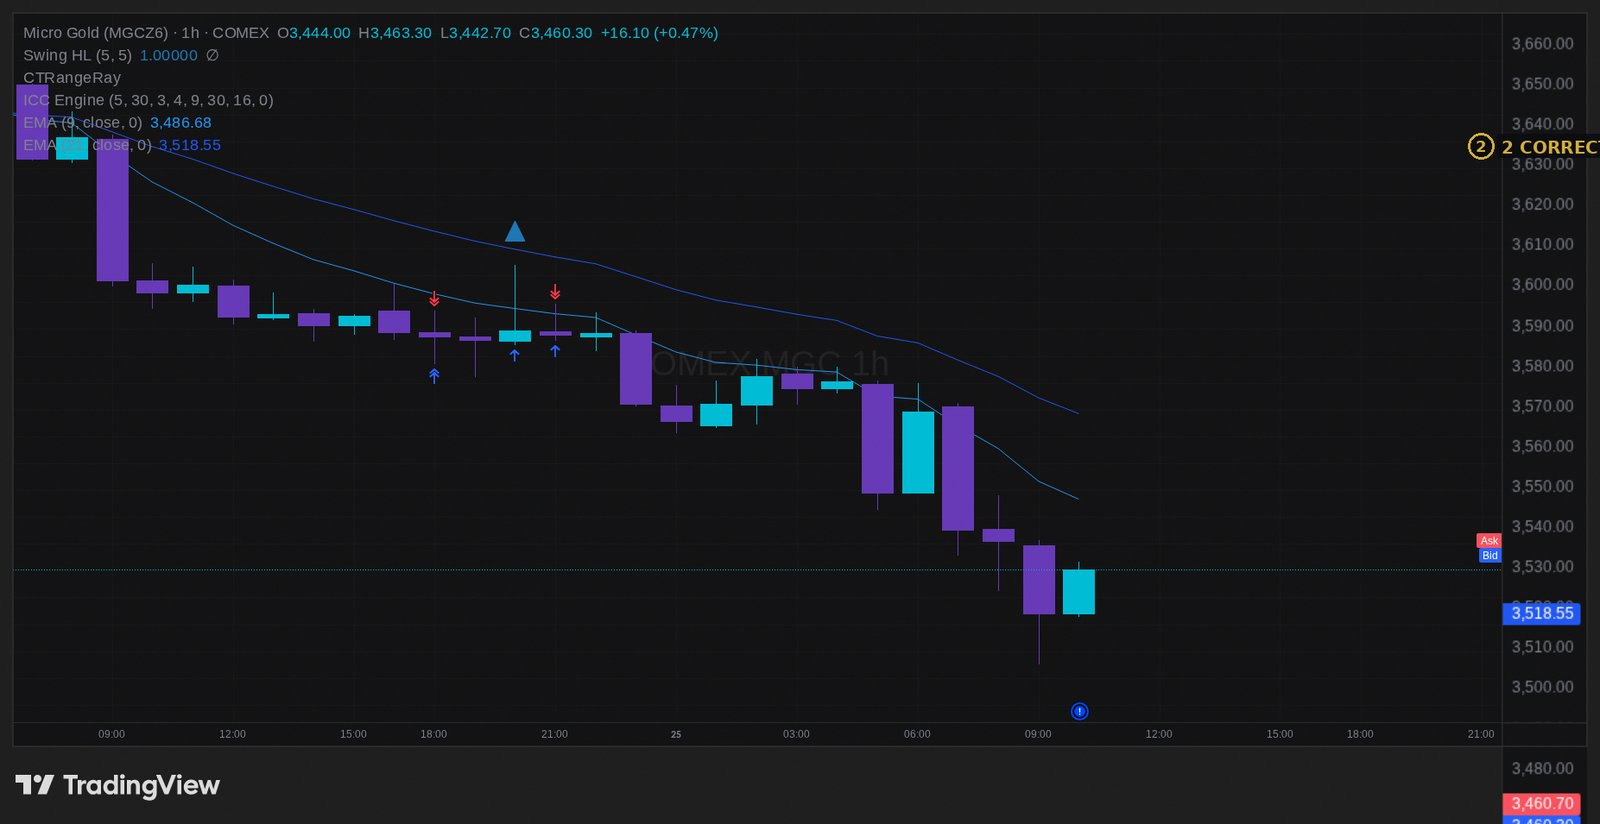 Micro Gold (MGCZ6) · 1h · COMEX O3,444.00 H3,463.30 L3,442.70 C3,460.30 +16.10 (+0.47%)
Swing HL (5, 5) 1.00000 ∅
CTRangeRay
ICC Engine (5, 30, 3, 4, 9, 30, 16, 0)
EMA (9, close, 0) 3,486.68
EMA close, 0) 3,518.55
2 2 CORRECT
OMEX:MGC 1h
3,660.00
3,650.00
3,640.00
3,630.00
3,620.00
3,610.00
3,600.00
3,590.00
3,580.00
3,570.00
3,560.00
3,550.00
3,540.00
Ask
Bid
3,530.00
3,518.55
3,510.00
3,500.00
09:00 12:00 15:00 18:00 21:00 25 03:00 06:00 09:00 12:00 15:00 18:00 21:00
3,480.00
3,460.70
3,460.30
TradingView